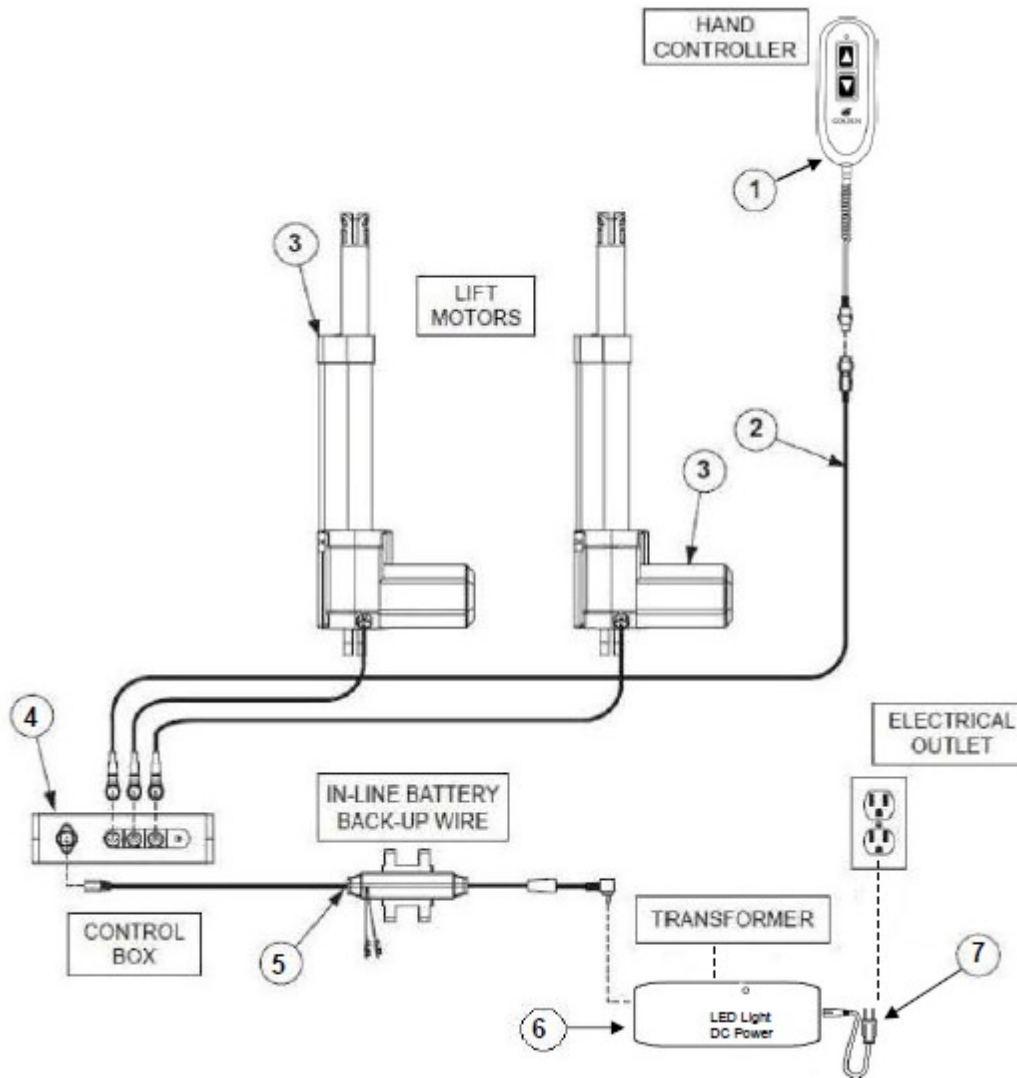 HAND
CONTROLLER
GOLDEN
1
3
LIFT
MOTORS
2
3
4
ELECTRICAL
OUTLET
IN-LINE BATTERY
BACK-UP WIRE
CONTROL
BOX
5
TRANSFORMER
7
6
LED Light
DC Power